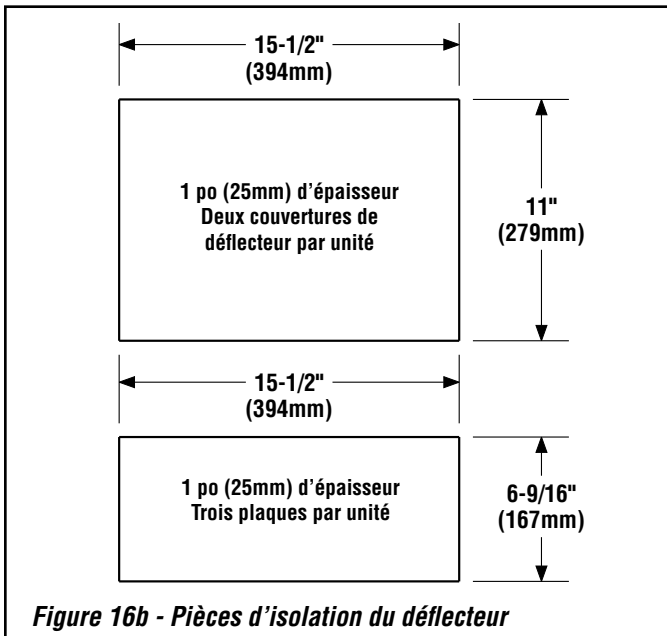 15-1/2"
(394mm)
1 po (25mm) d’épaisseur
Deux couvertures de
déflecteur par unité
11"
(279mm)
15-1/2"
(394mm)
1 po (25mm) d’épaisseur
Trois plaques par unité
6-9/16"
(167mm)
Figure 16b - Pièces d’isolation du déflecteur